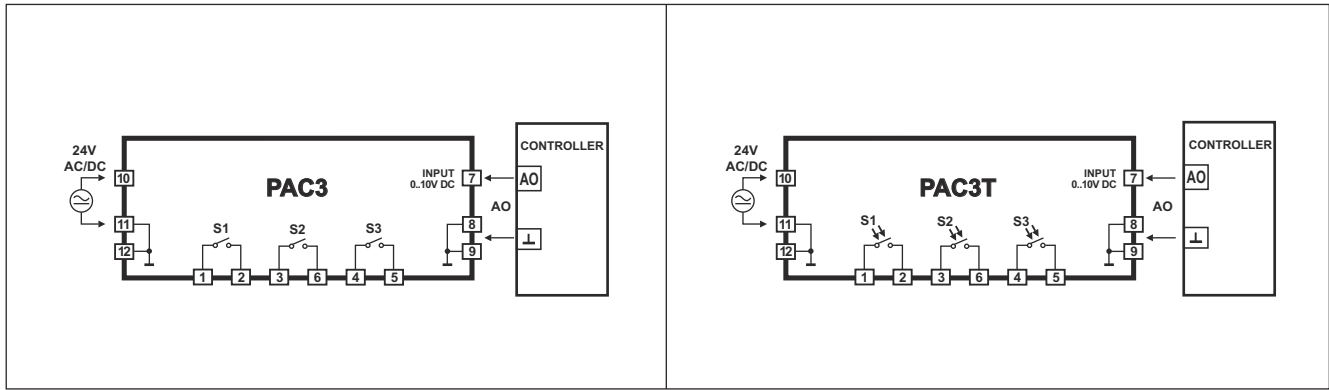 24V
AC/DC
10
11
12
PAC3
S1
S2
S3
1
2
3
6
4
5
INPUT
0..10V DC
7
8
9
AO
CONTROLLER
AO
⊥
24V
AC/DC
10
11
12
PAC3T
S1
S2
S3
1
2
3
6
4
5
INPUT
0..10V DC
7
8
9
AO
CONTROLLER
AO
⊥